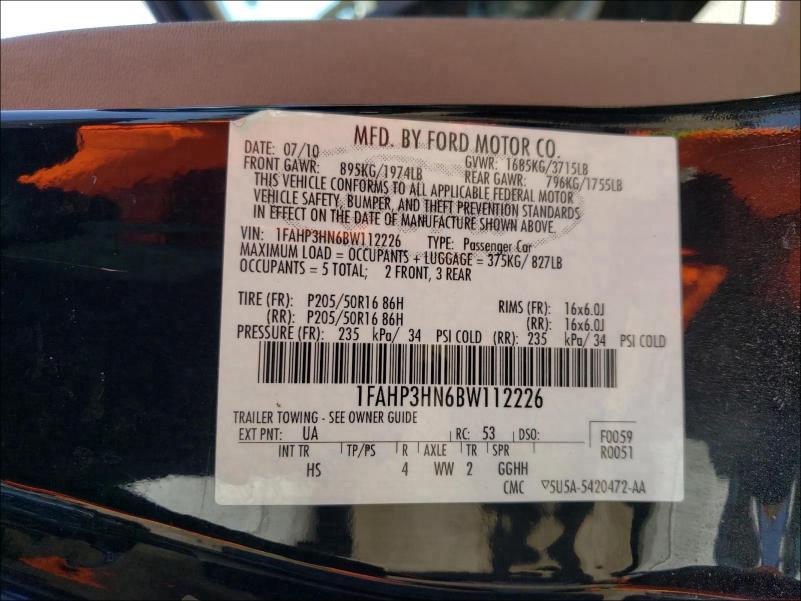 MFD. BY FORD MOTOR CO.
DATE: 07/10 GVWR: 1685KG/3715LB
FRONT GAWR: 895KG/1974LB REAR GAWR: 796KG/1755LB
THIS VEHICLE CONFORMS TO ALL APPLICABLE FEDERAL MOTOR
VEHICLE SAFETY, BUMPER, AND THEFT PREVENTION STANDARDS
IN EFFECT ON THE DATE OF MANUFACTURE SHOWN ABOVE.
VIN: 1FAHP3HN6BW112226 TYPE: Passenger Car
MAXIMUM LOAD = OCCUPANTS + LUGGAGE = 375KG/ 827LB
OCCUPANTS = 5 TOTAL; 2 FRONT, 3 REAR
TIRE (FR): P205/50R16 86H RIMS (FR): 16x6.0J
(RR): P205/50R16 86H (RR): 16x6.0J
PRESSURE (FR): 235 kPa/ 34 PSI COLD (RR): 235 kPa/ 34 PSI COLD
1FAHP3HN6BW112226
TRAILER TOWING - SEE OWNER GUIDE
EXT PNT: UA RC: 53 DSO: F0059
INT TR TP/PS R AXLE TR SPR R0051
HS 4 WW 2 GGHH
CMC ▽5U5A-5420472-AA